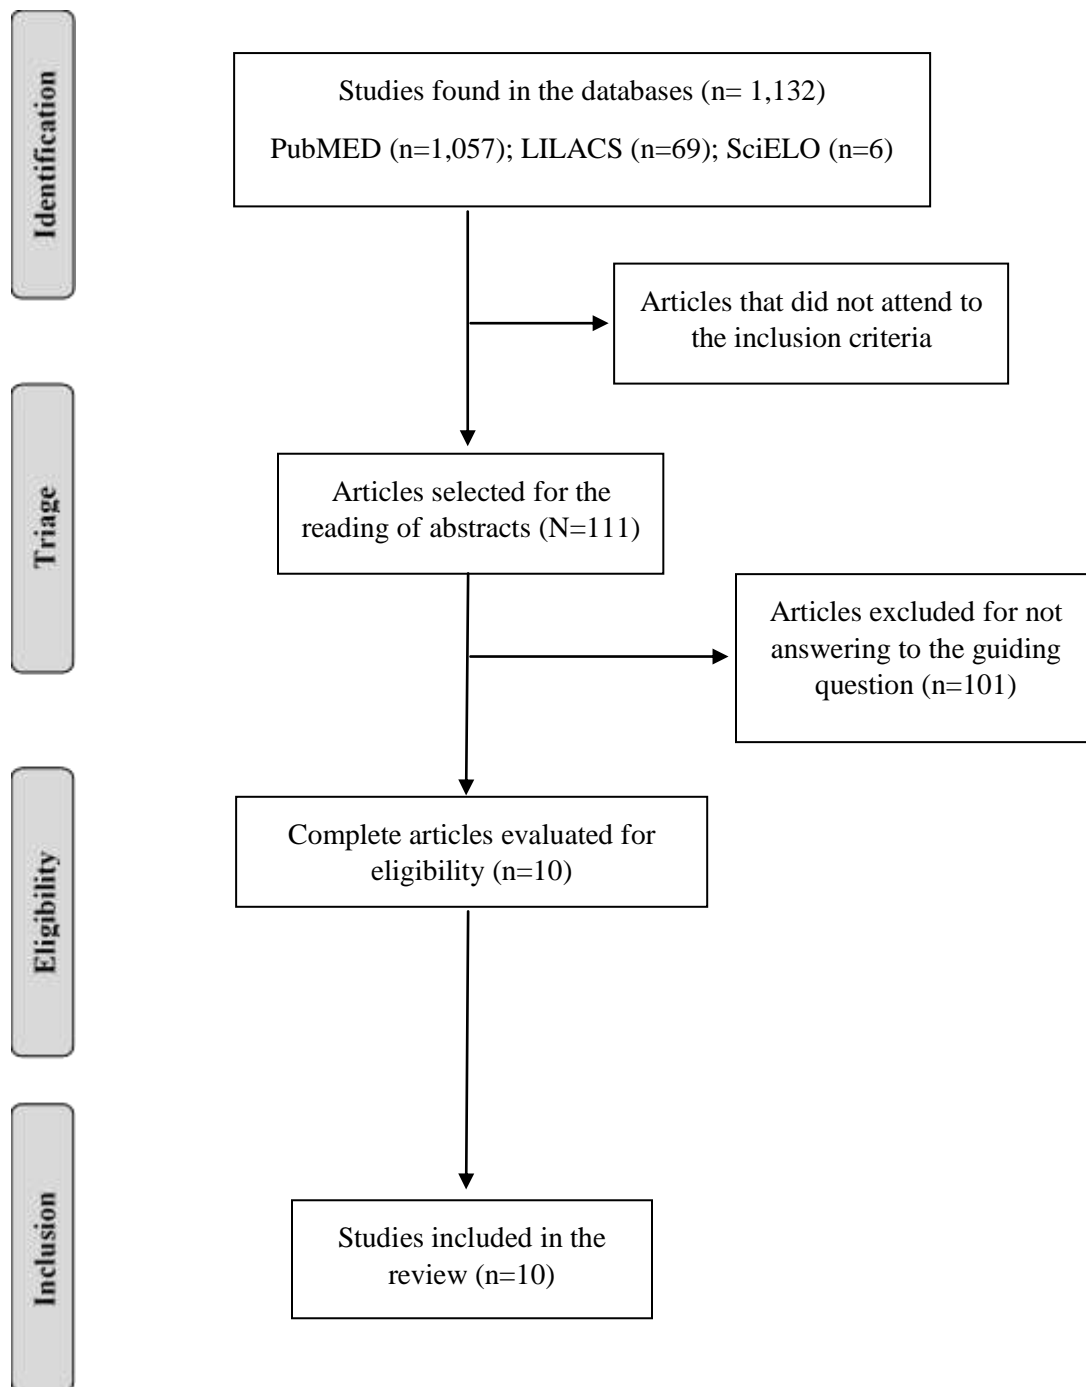 Identification
Studies found in the databases (n= 1,132)
PubMED (n=1,057); LILACS (n=69); SciELO (n=6)
Articles that did not attend to
the inclusion criteria
Triage
Articles selected for the
reading of abstracts (N=111)
Articles excluded for not
answering to the guiding
question (n=101)
Eligibility
Complete articles evaluated for
eligibility (n=10)
Inclusion
Studies included in the
review (n=10)